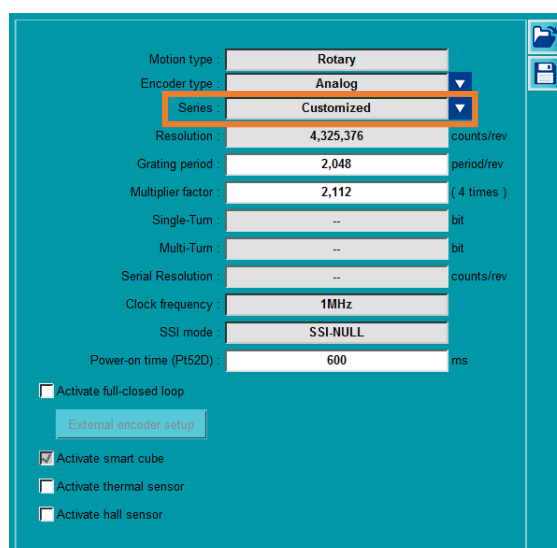 Motion type : Rotary
Encoder type : Analog
Series : Customized
Resolution : 4,325,376 counts/rev
Grating period : 2,048 period/rev
Multiplier factor : 2,112 ( 4 times )
Single-Turn : -- bit
Multi-Turn : -- bit
Serial Resolution : -- counts/rev
Clock frequency : 1MHz
SSI mode : SSI-NULL
Power-on time (Pt52D) : 600 ms
Activate full-closed loop
External encoder setup
Activate smart cube
Activate thermal sensor
Activate hall sensor